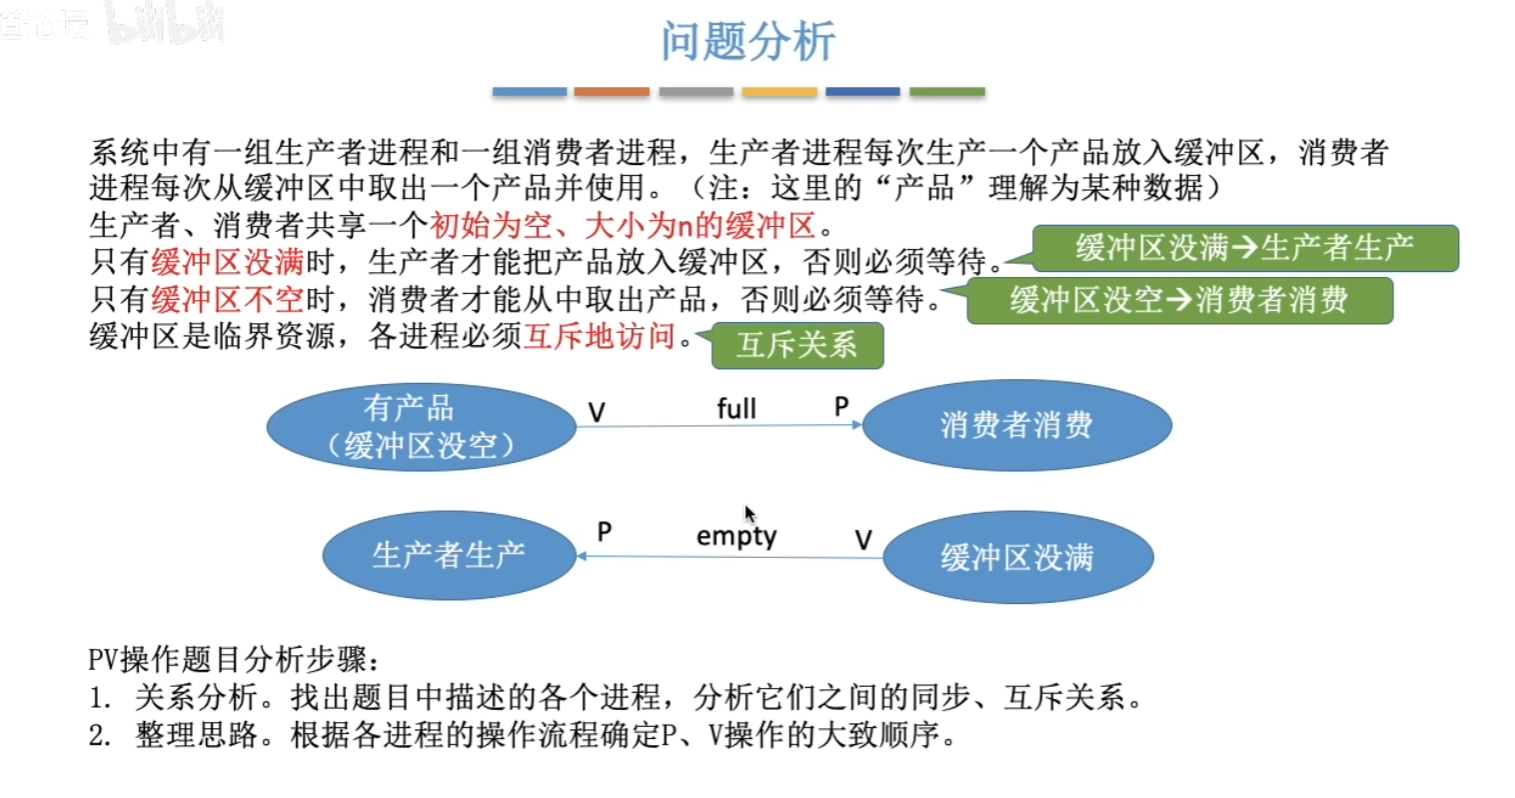 bilibili
问题分析
系统中有一组生产者进程和一组消费者进程，生产者进程每次生产一个产品放入缓冲区，消费者
进程每次从缓冲区中取出一个产品并使用。（注：这里的“产品”理解为某种数据）
生产者、消费者共享一个初始为空、大小为n的缓冲区。
只有缓冲区没满时，生产者才能把产品放入缓冲区，否则必须等待。
缓冲区没满→生产者生产
只有缓冲区不空时，消费者才能从中取出产品，否则必须等待。
缓冲区没空→消费者消费
缓冲区是临界资源，各进程必须互斥地访问。
互斥关系
有产品
（缓冲区没空）
V full P
消费者消费
生产者生产
P empty V
缓冲区没满
PV操作题目分析步骤：
1. 关系分析。找出题目中描述的各个进程，分析它们之间的同步、互斥关系。
2. 整理思路。根据各进程的操作流程确定P、V操作的大致顺序。